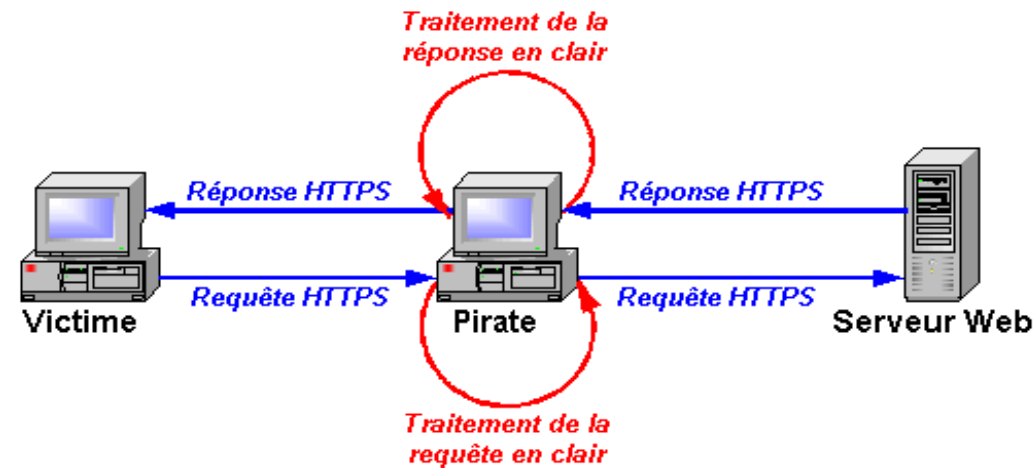 Traitement de la
réponse en clair
Réponse HTTPS
Réponse HTTPS
Requête HTTPS
Requête HTTPS
Victime
Pirate
Serveur Web
Traitement de la
requête en clair